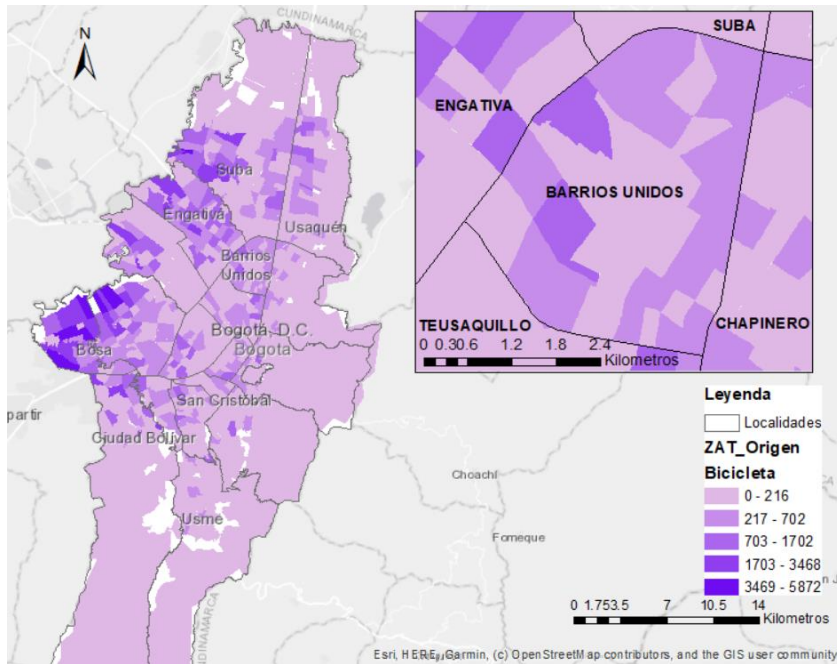 CUNDINAMARCA
N
Suba
Engativá
Usaquén
Barrios
Unidos
Bogotá, D.C.
Bogotá
Bosa
San Cristóbal
partir
Ciudad Bolívar
Choachí
Usme
Fomeque
CUNDINAMARCA
SUBA
ENGATIVA
BARRIOS UNIDOS
TEUSAQUILLO
CHAPINERO
0 0.30.6 1.2 1.8 2.4
Kilometros
Leyenda
Localidades
ZAT_Origen
Bicicleta
0 - 216
217 - 702
703 - 1702
1703 - 3468
3469 - 5872
0 1.753.5 7 10.5 14
Kilometros
Esri, HERE, Garmin, (c) OpenStreetMap contributors, and the GIS user community